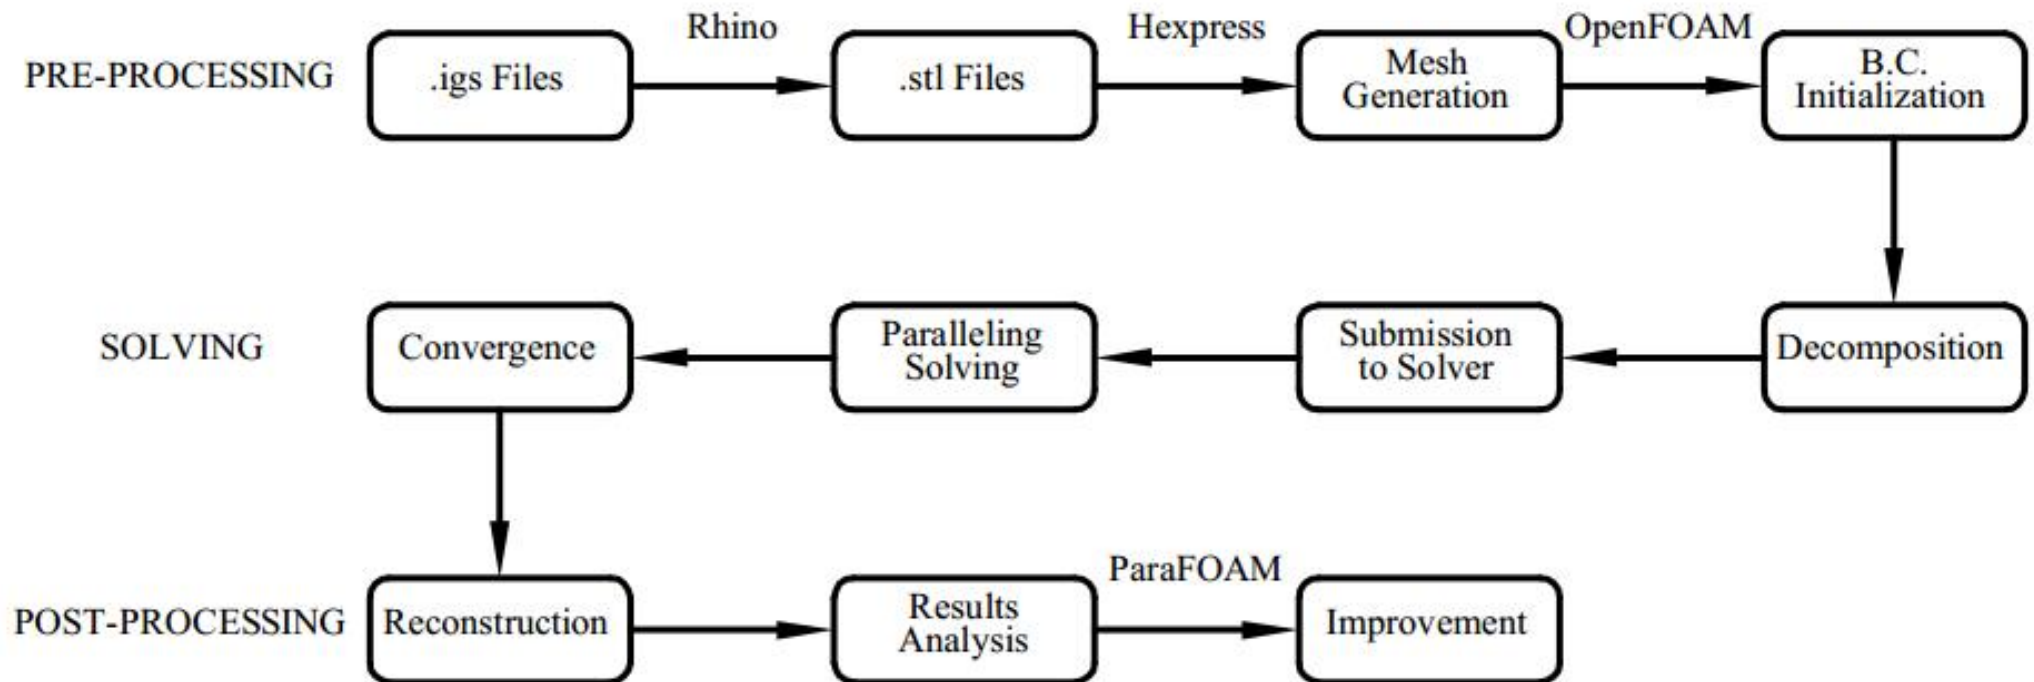 PRE-PROCESSING
.igs Files
Rhino
.stl Files
Hexpress
Mesh
Generation
OpenFOAM
B.C.
Initialization
SOLVING
Convergence
Paralleling
Solving
Submission
to Solver
Decomposition
POST-PROCESSING
Reconstruction
Results
Analysis
ParaFOAM
Improvement